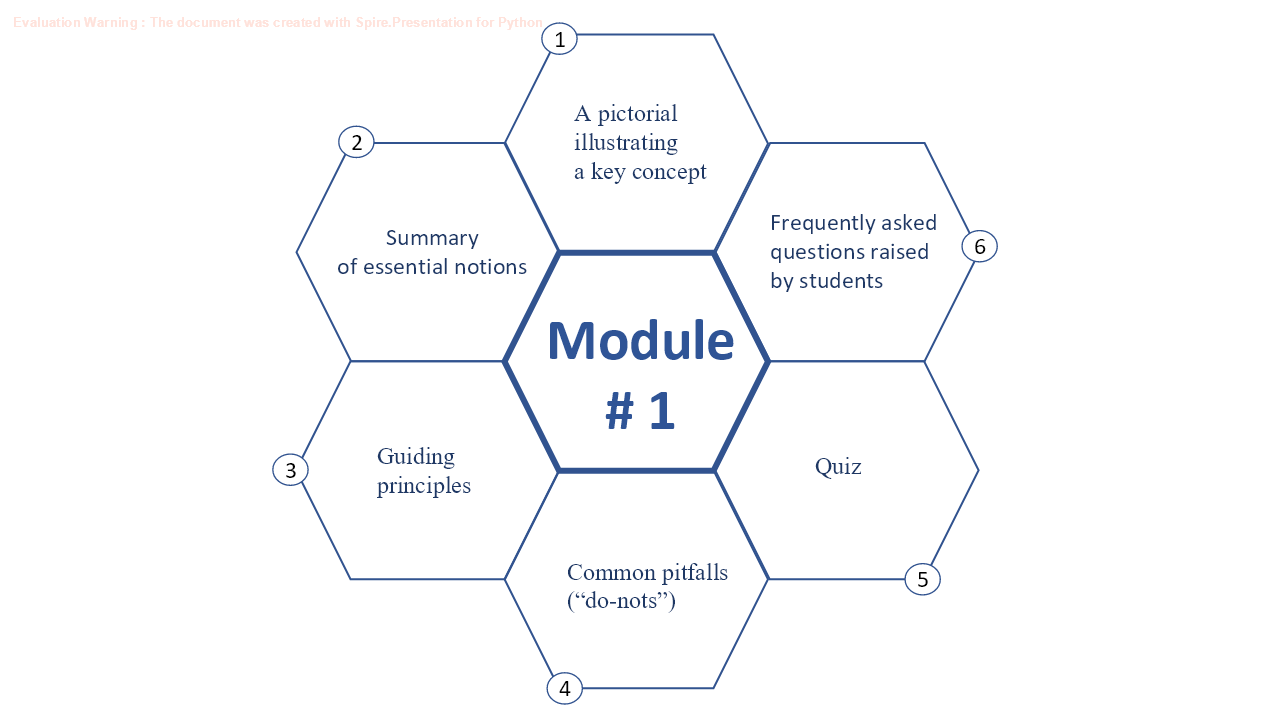 Evaluation Warning : The document was created with Spire.Presentation for Python
1
A pictorial
illustrating
a key concept
2
Summary
of essential notions
3
Guiding
principles
4
Common pitfalls
(“do-nots”)
5
Quiz
6
Frequently asked
questions raised
by students
Module
# 1